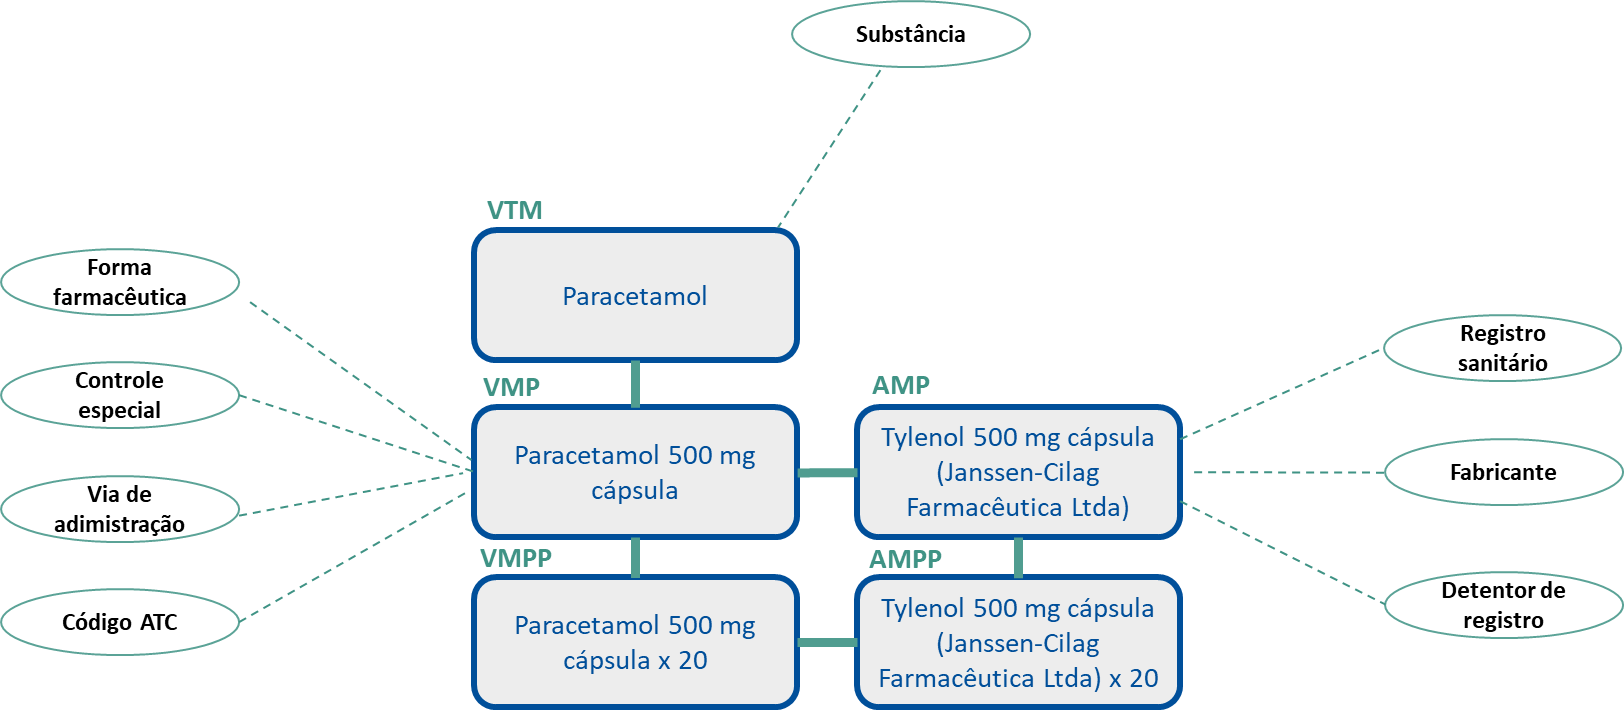 Substância
VTM
Paracetamol
Forma
farmacêutica
Controle
especial
Via de
adimistração
Código ATC
VMP
Paracetamol 500 mg
cápsula
AMP
Tylenol 500 mg cápsula
(Janssen-Cilag
Farmacêutica Ltda)
VMPP
Paracetamol 500 mg
cápsula x 20
AMPP
Tylenol 500 mg cápsula
(Janssen-Cilag
Farmacêutica Ltda) x 20
Registro
sanitário
Fabricante
Detentor de
registro